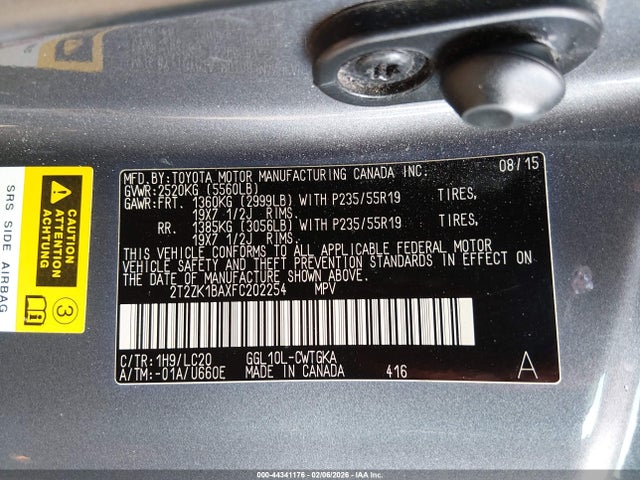 MFD. BY: TOYOTA MOTOR MANUFACTURING CANADA INC. 08/15
GVWR: 2520KG (5560LB)
GAWR: FRT. 1360KG (2999LB) WITH P235/55R19 TIRES,
19X7 1/2J RIMS.
RR. 1385KG (3056LB) WITH P235/55R19 TIRES,
19X7 1/2J RIMS.
THIS VEHICLE CONFORMS TO ALL APPLICABLE FEDERAL MOTOR
VEHICLE SAFETY AND THEFT PREVENTION STANDARDS IN EFFECT ON
THE DATE OF MANUFACTURE SHOWN ABOVE.
2T2ZK1BAXFC202254 MPV
C/TR: 1H9/LC20 GGL10L-CWTGKA
A/TM: -01A/U660E MADE IN CANADA 416 A
CAUTION
ATTENTION
ACHTUNG
3
SRS SIDE AIRBAG
000-44341176 - 02/06/2026 - IAA